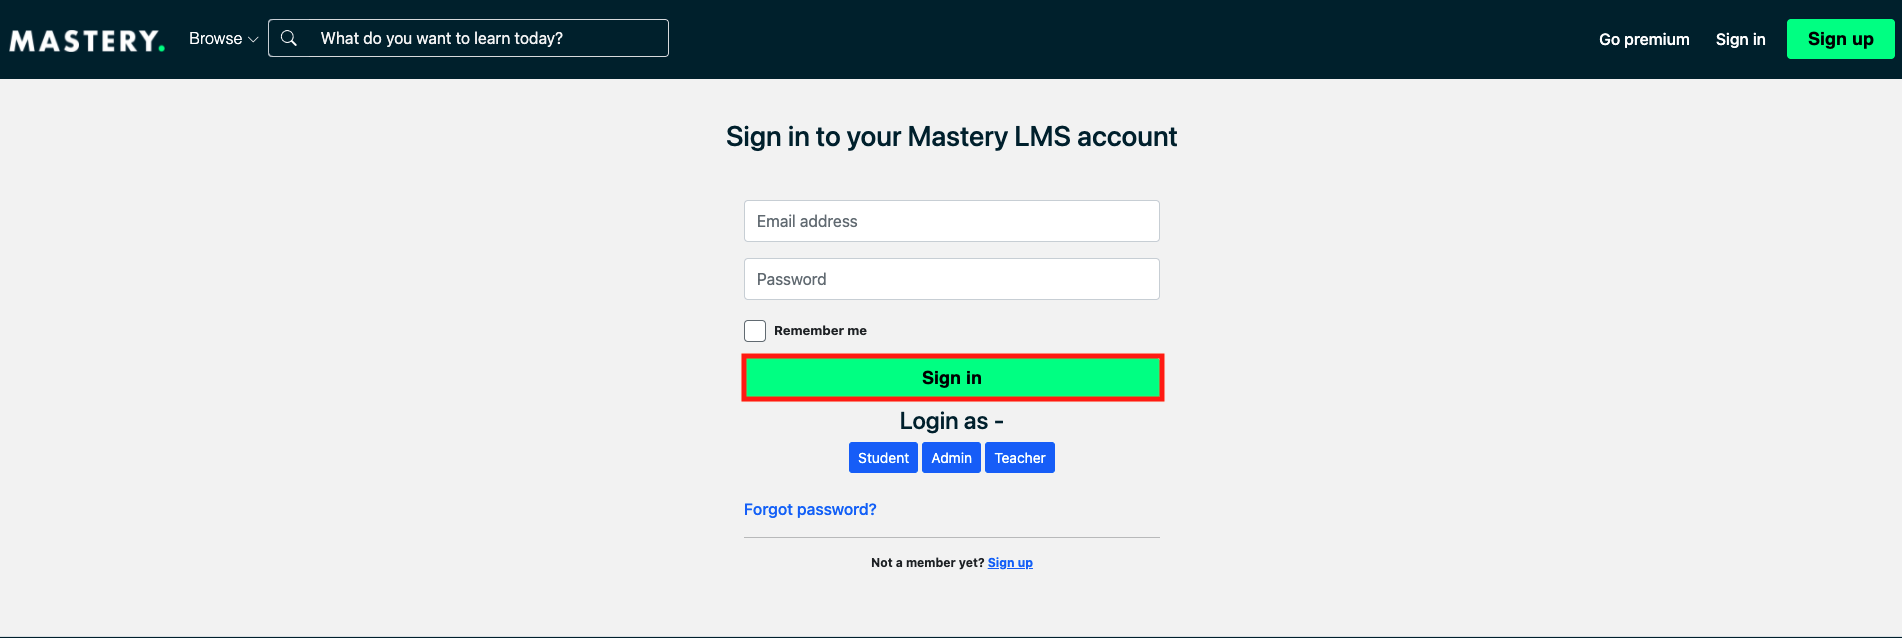 MASTERY. Browse What do you want to learn today? Go premium Sign in Sign up
Sign in to your Mastery LMS account
Email address
Password
Remember me
Sign in
Login as -
Student Admin Teacher
Forgot password?
Not a member yet? Sign up